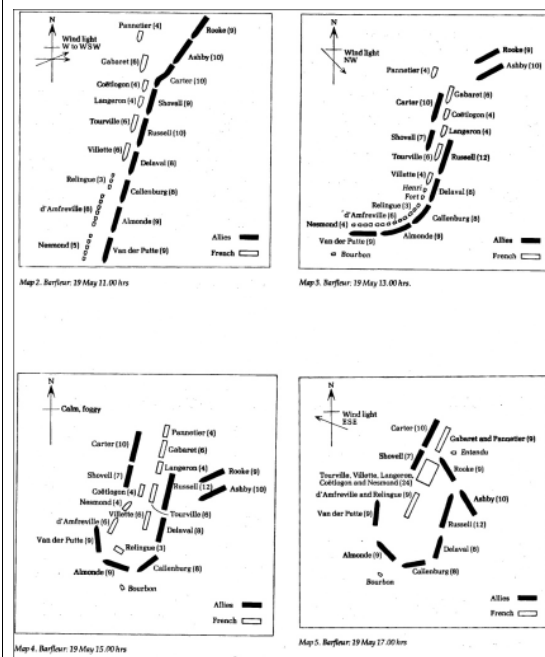 N
Wind light
W to WSW
Pannetier (4)
Rooke (9)
Gabaret (6)
Ashby (10)
Carter (10)
Coëtlogon (4)
Langeron (4)
Shovell (9)
Tourville (6)
Russell (10)
Villette (6)
Delaval (8)
Relingue (3)
Callenburg (8)
d'Amfreville (6)
Almonde (9)
Nesmond (5)
Van der Putte (9)
Allies
French
Map 2. Barfleur: 19 May 11.00 hrs
N
Wind light
NW
Rooke (9)
Ashby (10)
Pannetier (4)
Gabaret (6)
Carter (10)
Coëtlogon (4)
Langeron (4)
Shovell (7)
Tourville (6)
Russell (12)
Villette (4)
Henri
Delaval (8)
Fort
Relingue (3)
d'Amfreville (6)
Callenburg (8)
Nesmond (4)
Almonde (9)
Van der Putte (9)
Bourbon
Allies
French
Map 3. Barfleur: 19 May 13.00 hrs.
N
Calm, foggy
Pannetier (4)
Carter (10)
Gabaret (6)
Langeron (4)
Shovell (7)
Rooke (9)
Russell (12)
Coëtlogon (4)
Ashby (10)
Nesmond (4)
Villette (6)
Tourville (6)
d'Amfreville (6)
Delaval (8)
Van der Putte (9)
Relingue (3)
Almonde (9)
Callenburg (8)
Bourbon
Allies
French
Map 4. Barfleur: 19 May 15.00 hrs
N
Wind light
ESE
Carter (10)
Gabaret and Pannetier (9)
Entendo
Shovell (7)
Rooke (9)
Tourville, Villette, Langeron,
Coëtlogon and Nesmond (24)
d'Amfreville and Relingue (9)
Ashby (10)
Van der Putte (9)
Russell (12)
Almonde (9)
Delaval (8)
Callenburg (8)
Bourbon
Allies
French
Map 5. Barfleur: 19 May 17.00 hrs